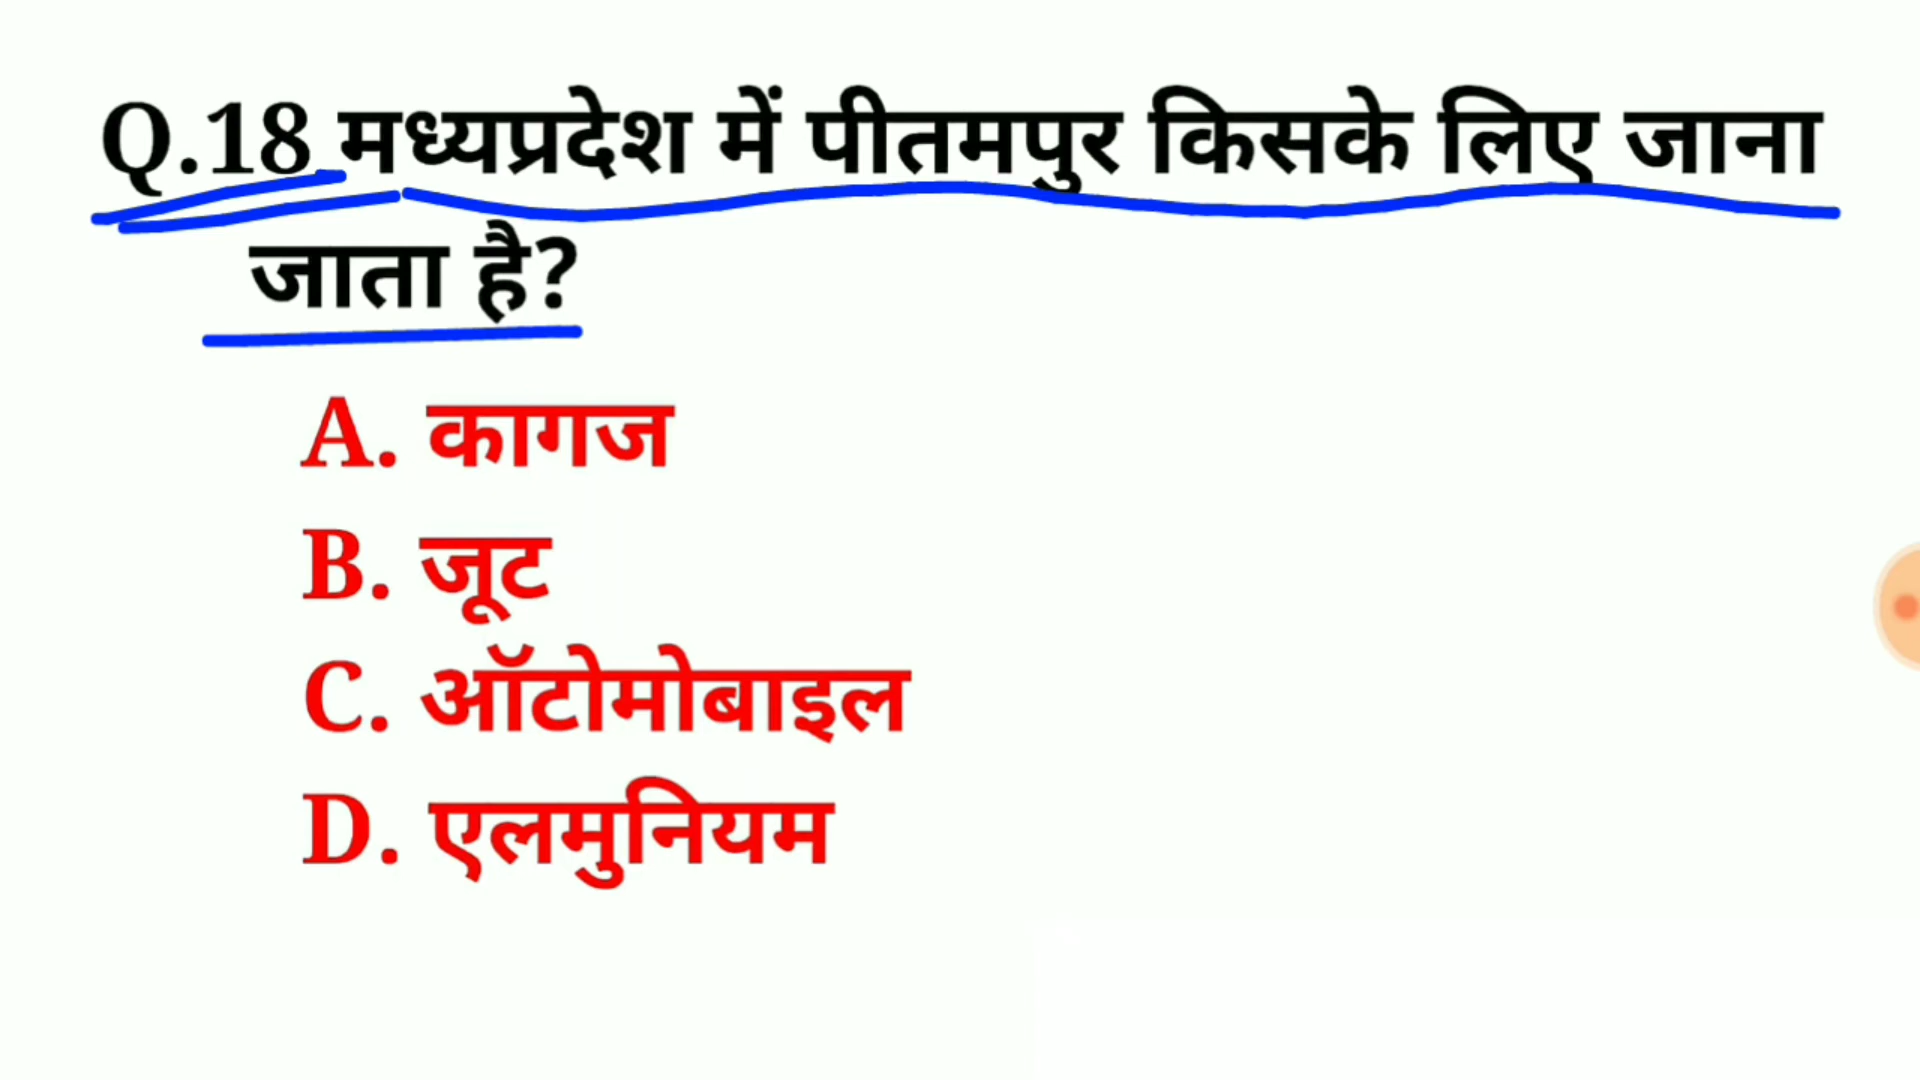 Q.18 मध्यप्रदेश में पीतमपुर किसके लिए जाना
जाता है?
A. कागज
B. जूट
C. ऑटोमोबाइल
D. एलमुनियम